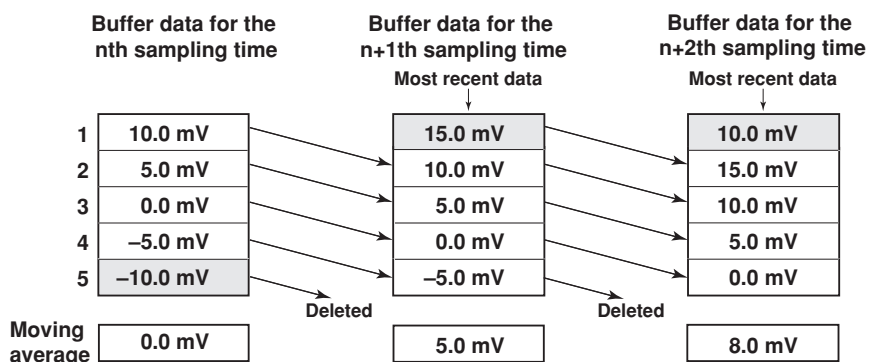 Buffer data for the
nth sampling time
Buffer data for the
n+1th sampling time
Buffer data for the
n+2th sampling time
Most recent data
Most recent data
1 10.0 mV 15.0 mV 10.0 mV
2 5.0 mV 10.0 mV 15.0 mV
3 0.0 mV 5.0 mV 10.0 mV
4 –5.0 mV 0.0 mV 5.0 mV
5 –10.0 mV –5.0 mV 0.0 mV
Deleted
Deleted
Moving
average
0.0 mV 5.0 mV 8.0 mV